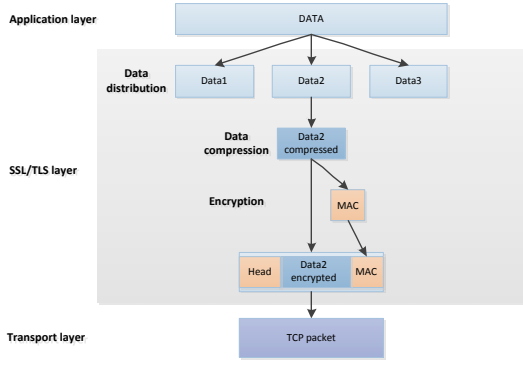 Application layer
DATA
Data
distribution
Data1
Data2
Data3
Data
compression
Data2
compressed
SSL/TLS layer
Encryption
MAC
Head
Data2
encrypted
MAC
Transport layer
TCP packet